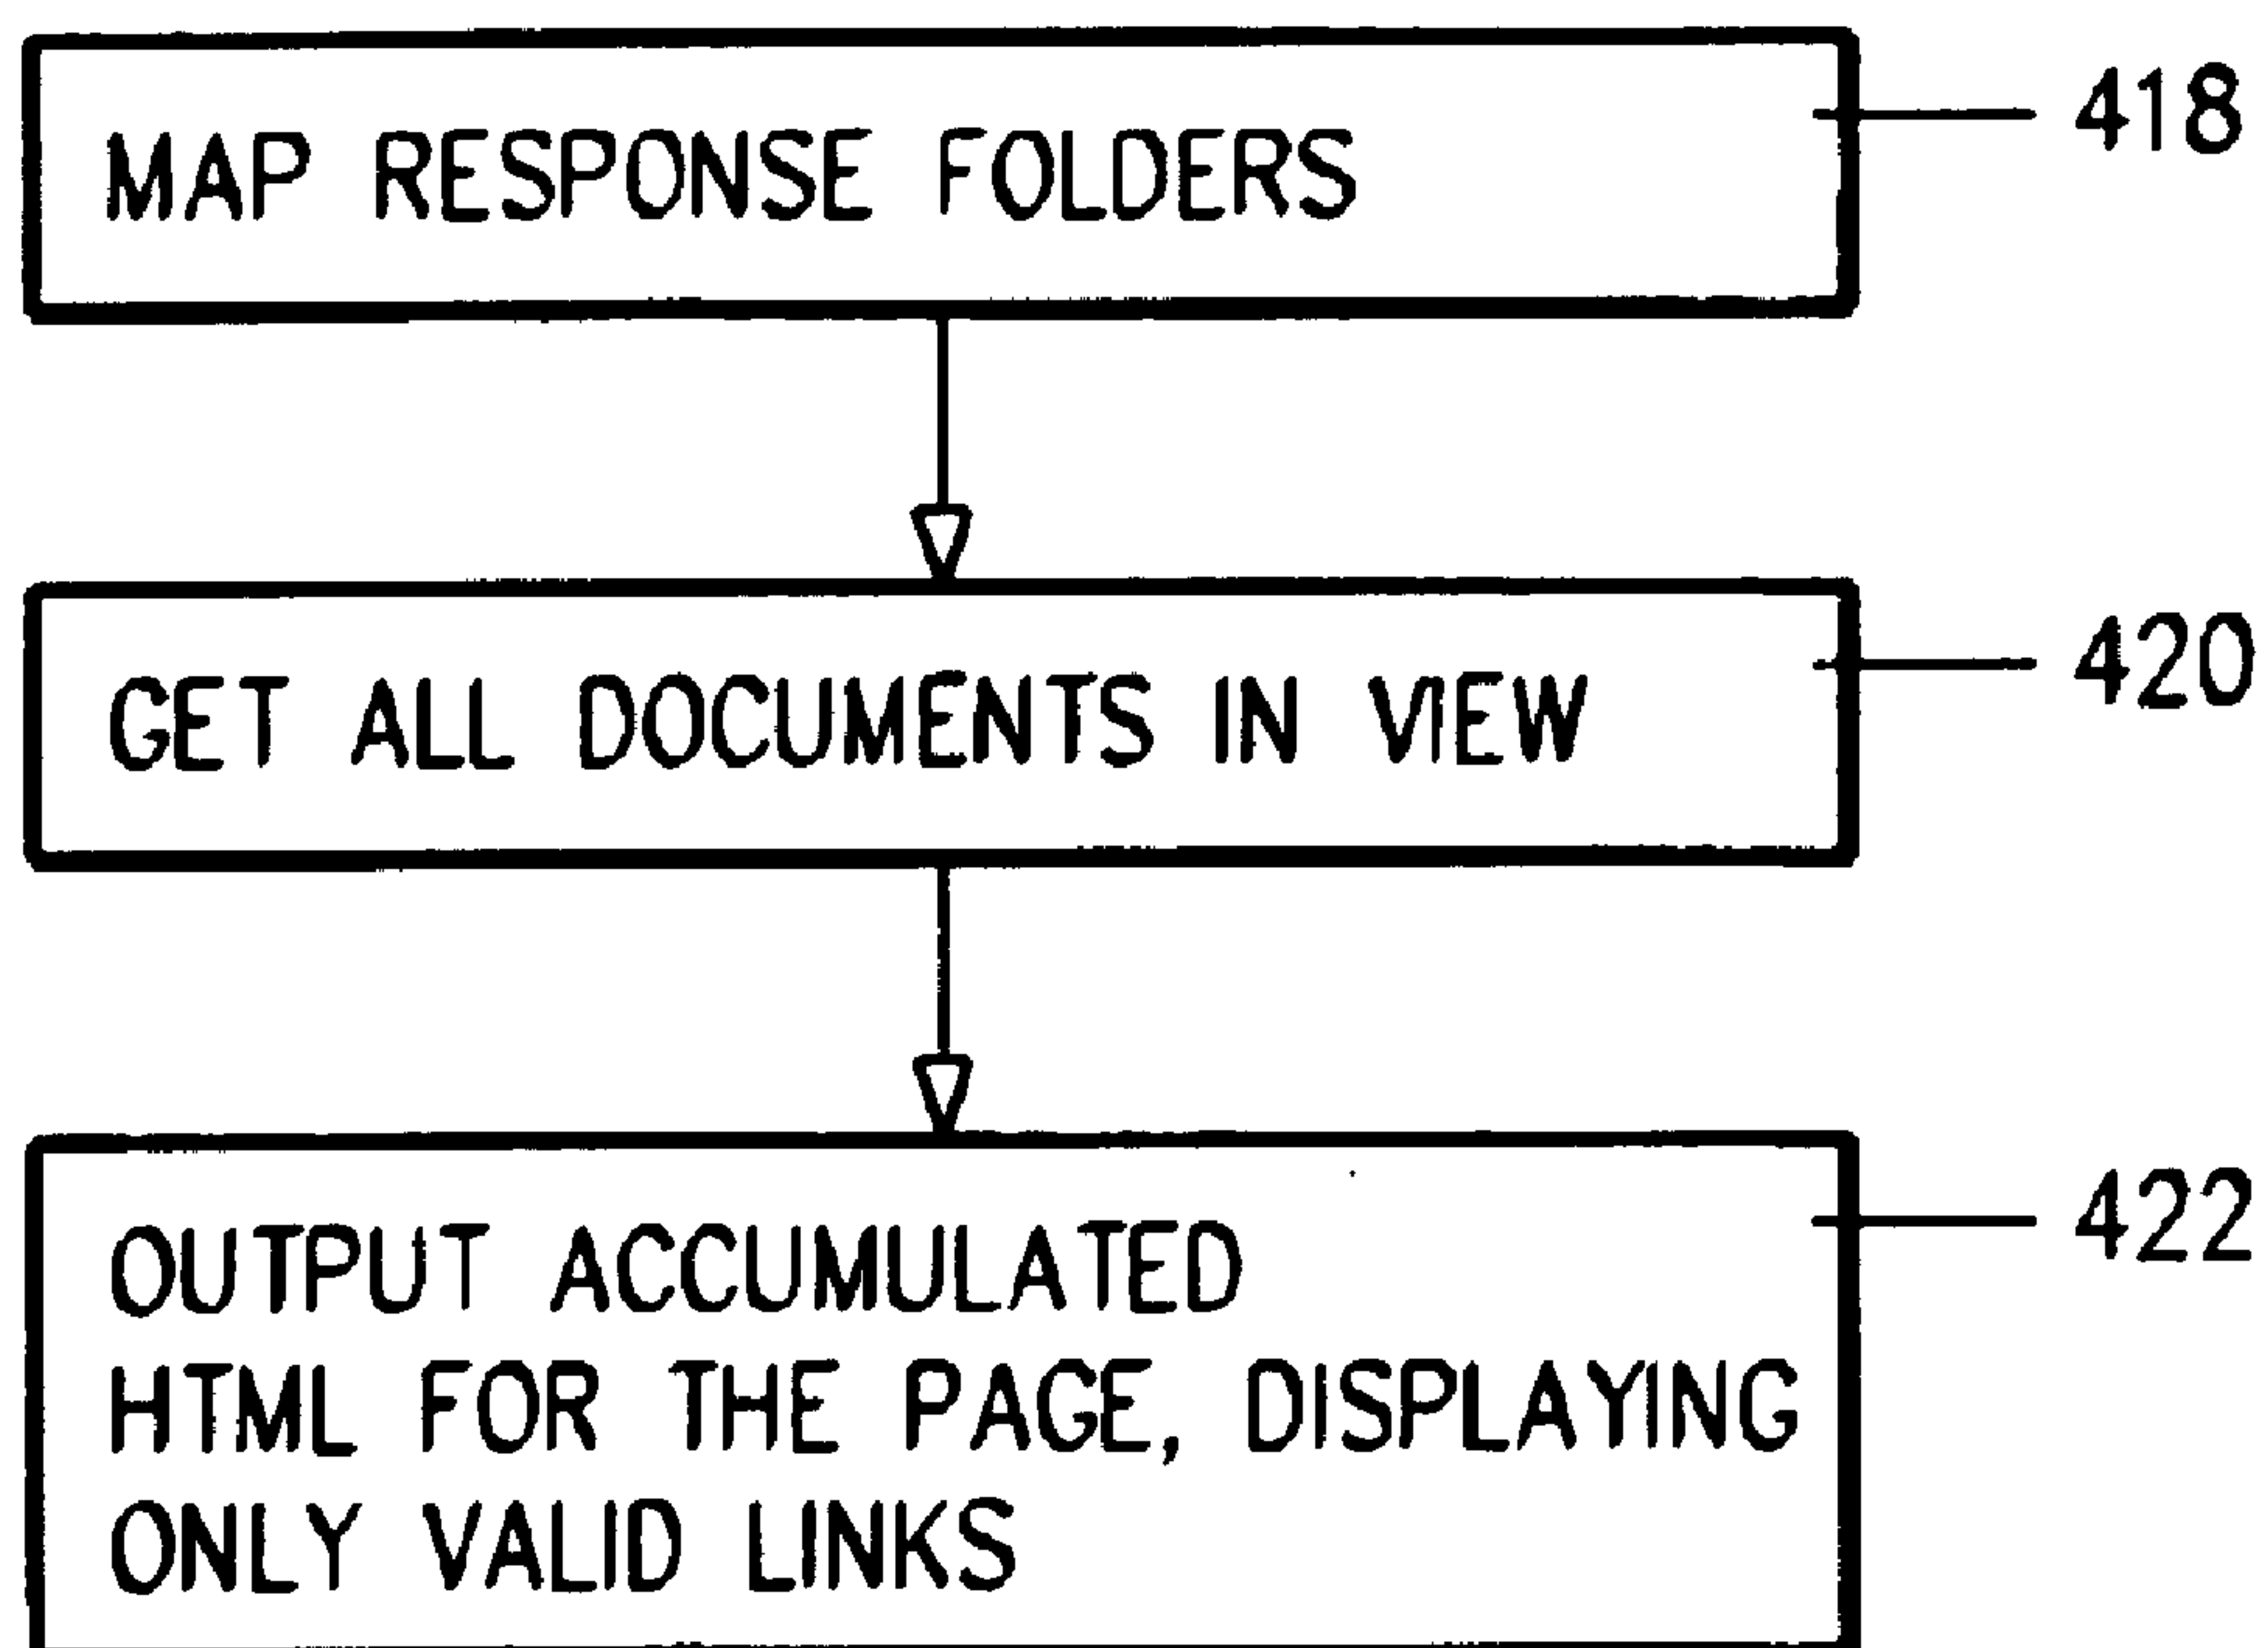 MAP RESPONSE FOLDERS
418
GET ALL DOCUMENTS IN VIEW
420
OUTPUT ACCUMULATED
422
HTML FOR THE PAGE, DISPLAYING
ONLY VALID LINKS